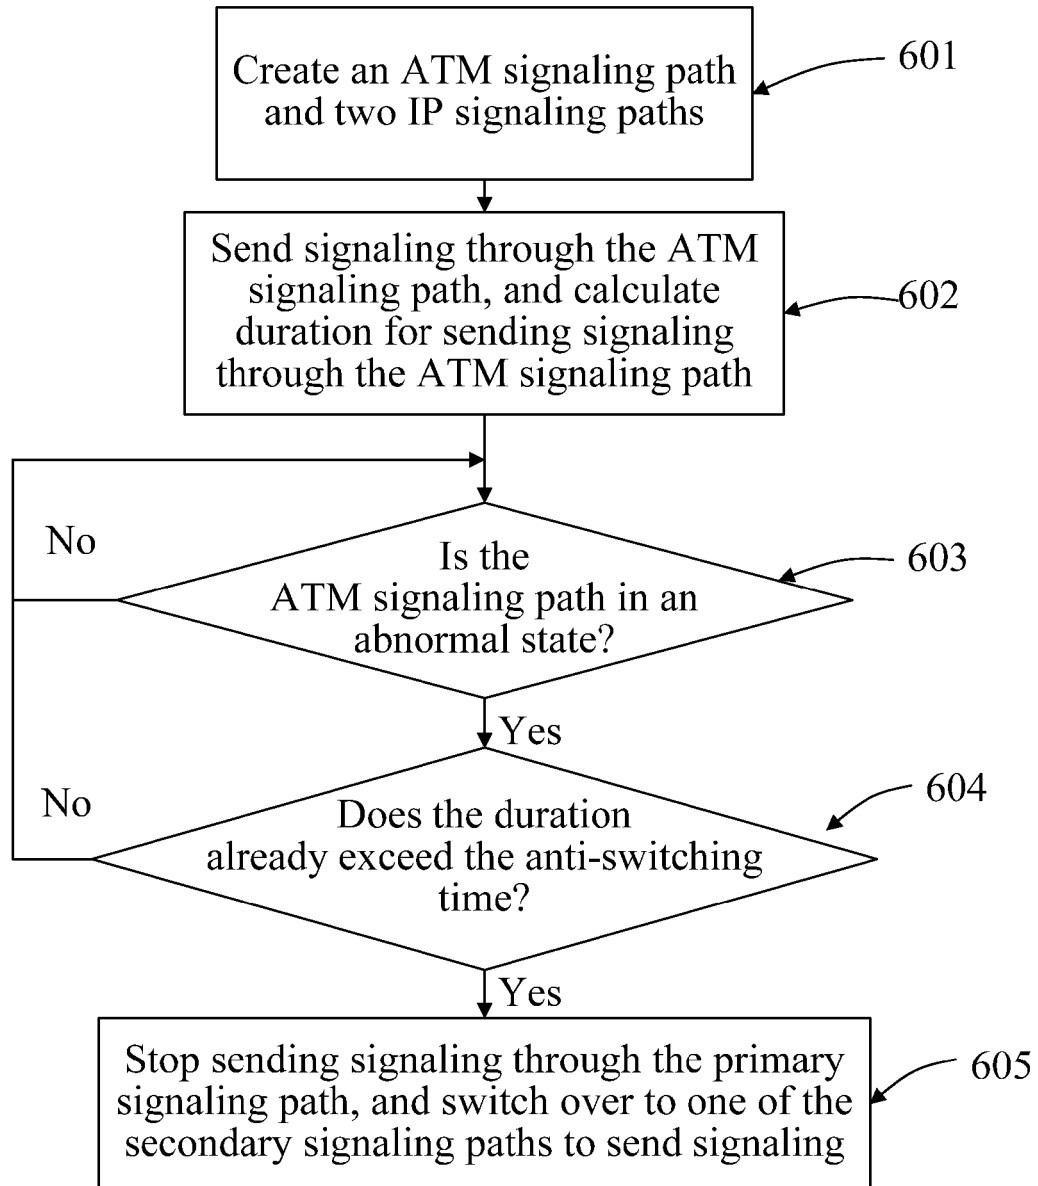 Create an ATM signaling path
and two IP signaling paths
601
Send signaling through the ATM
signaling path, and calculate
duration for sending signaling
through the ATM signaling path
602
No
Is the
ATM signaling path in an
abnormal state?
603
Yes
No
Does the duration
already exceed the anti-switching
time?
604
Yes
Stop sending signaling through the primary
signaling path, and switch over to one of the
secondary signaling paths to send signaling
605